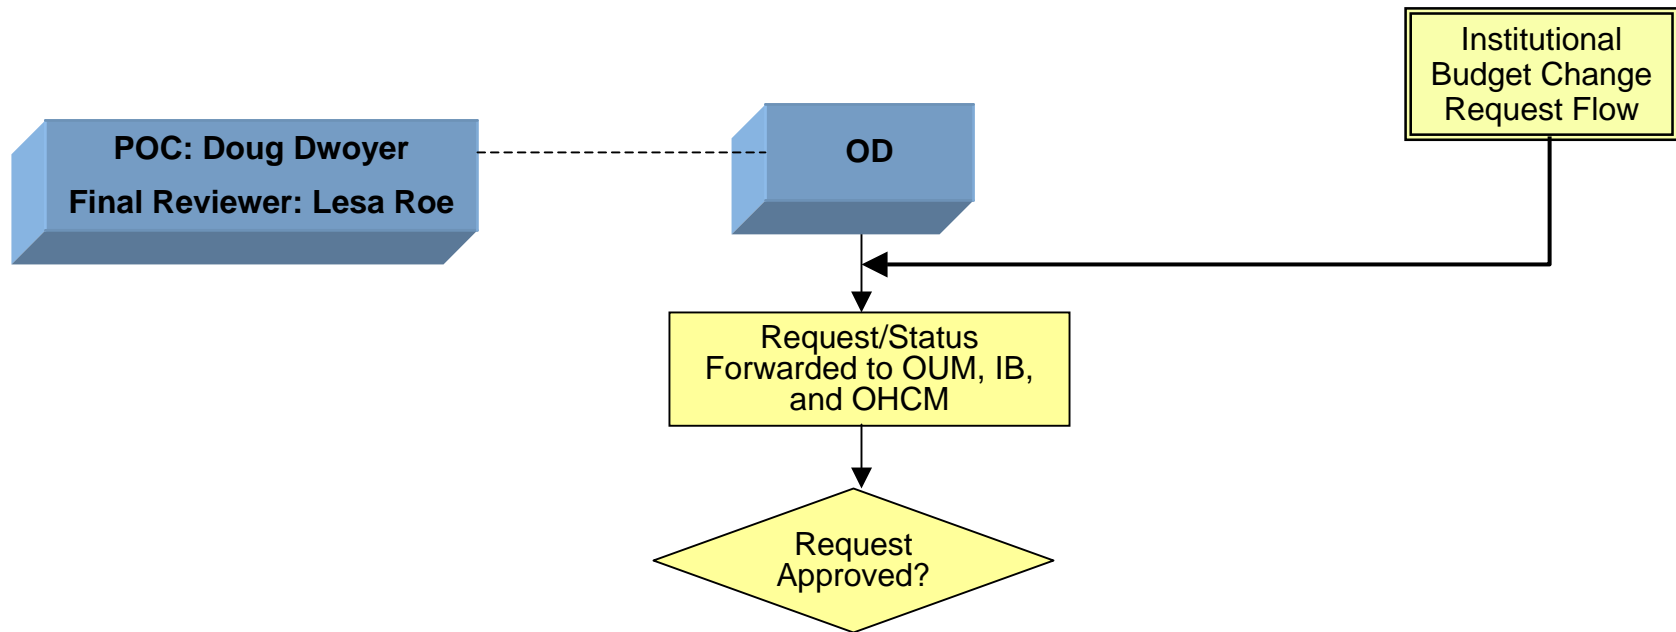 Institutional
Budget Change
Request Flow
POC: Doug Dwoyer
Final Reviewer: Lesa Roe
OD
Request/Status
Forwarded to OUM, IB,
and OHCM
Request
Approved?